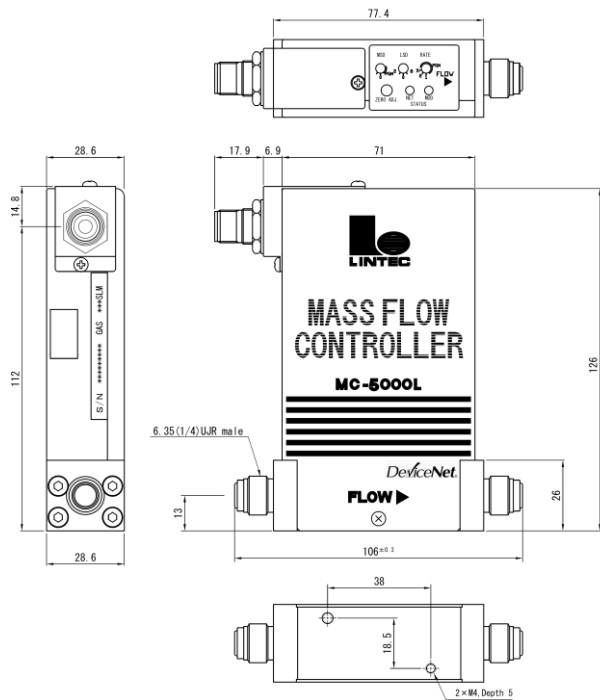 77.4
MSD LSD RATE
PGM
FLOW
ZERO ADJ. NET MOD
STATUS
28.6
17.9 6.9 71
14.8
112
S/N ********* GAS ***SLM
LINTEC
MASS FLOW
CONTROLLER
MC-5000L
126
6.35(1/4)UJR male
DeviceNet.
FLOW
13
26
28.6
106±0.3
38
18.5
2×M4, Depth 5